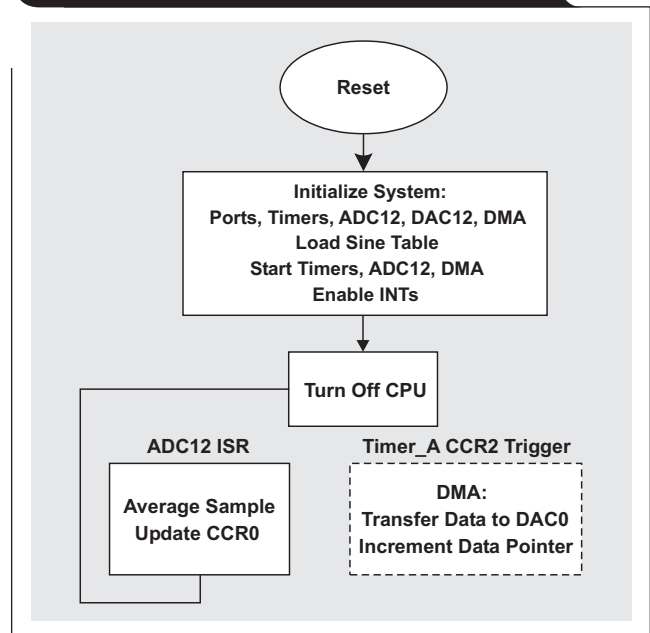 Reset
Initialize System:
Ports, Timers, ADC12, DAC12, DMA
Load Sine Table
Start Timers, ADC12, DMA
Enable INTs
Turn Off CPU
ADC12 ISR
Average Sample
Update CCR0
Timer_A CCR2 Trigger
DMA:
Transfer Data to DAC0
Increment Data Pointer